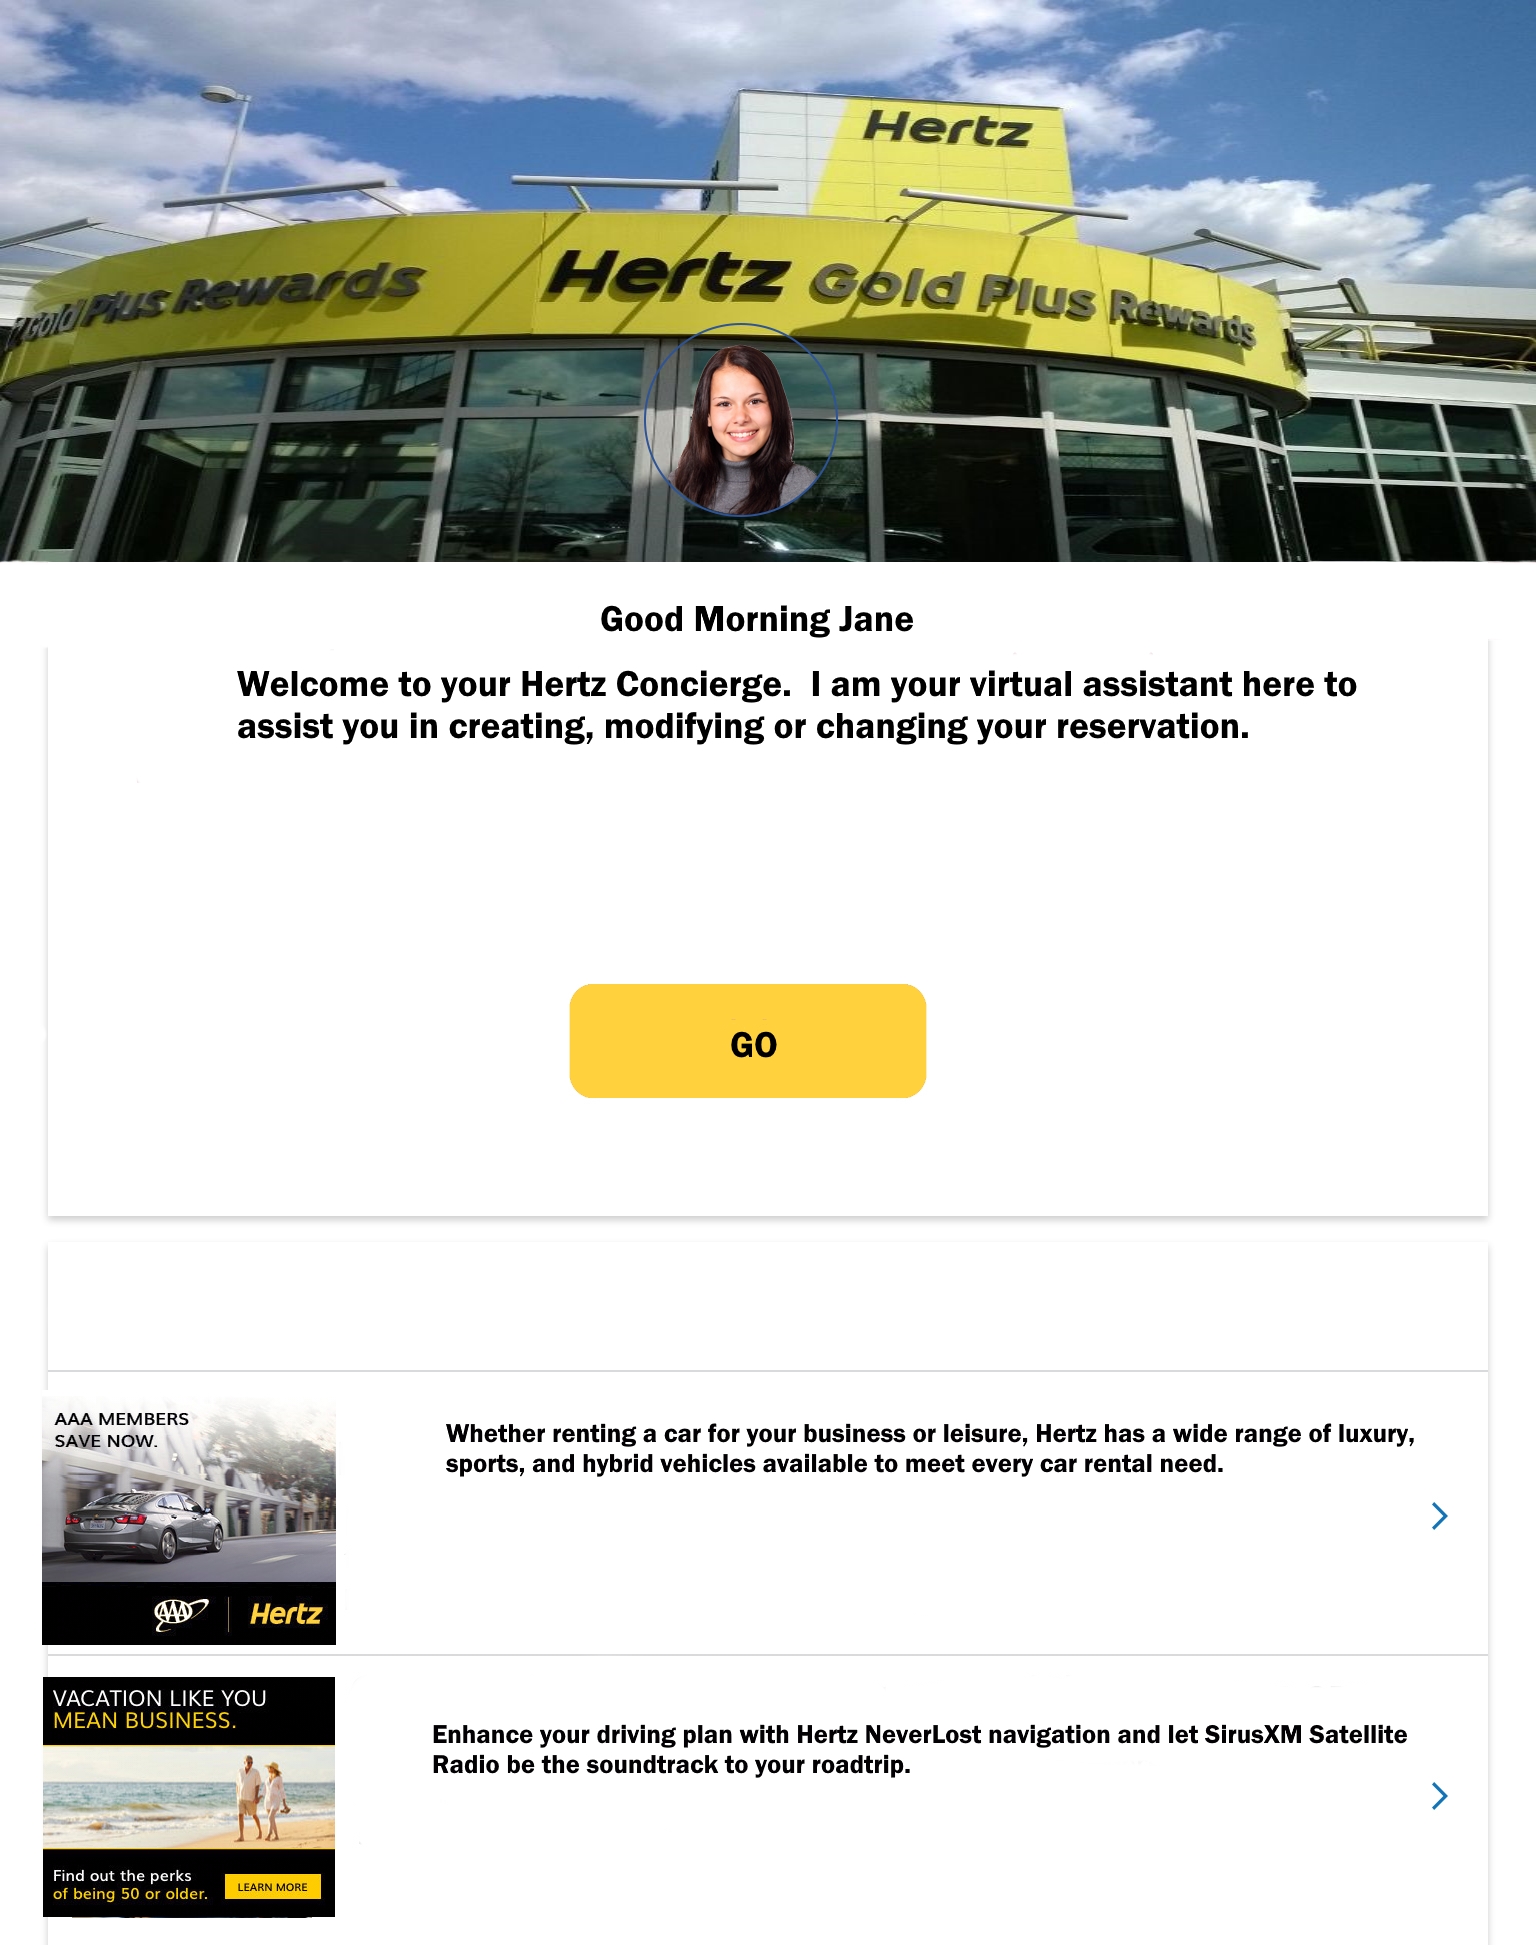 Hertz
Gold Plus Rewards
Hertz Gold Plus Rewards
Good Morning Jane
Welcome to your Hertz Concierge.  I am your virtual assistant here to
assist you in creating, modifying or changing your reservation.
GO
AAA MEMBERS
SAVE NOW.
AAA
Hertz
Whether renting a car for your business or leisure, Hertz has a wide range of luxury,
sports, and hybrid vehicles available to meet every car rental need.
VACATION LIKE YOU
MEAN BUSINESS.
Find out the perks
of being 50 or older.
LEARN MORE
Enhance your driving plan with Hertz NeverLost navigation and let SirusXM Satellite
Radio be the soundtrack to your roadtrip.